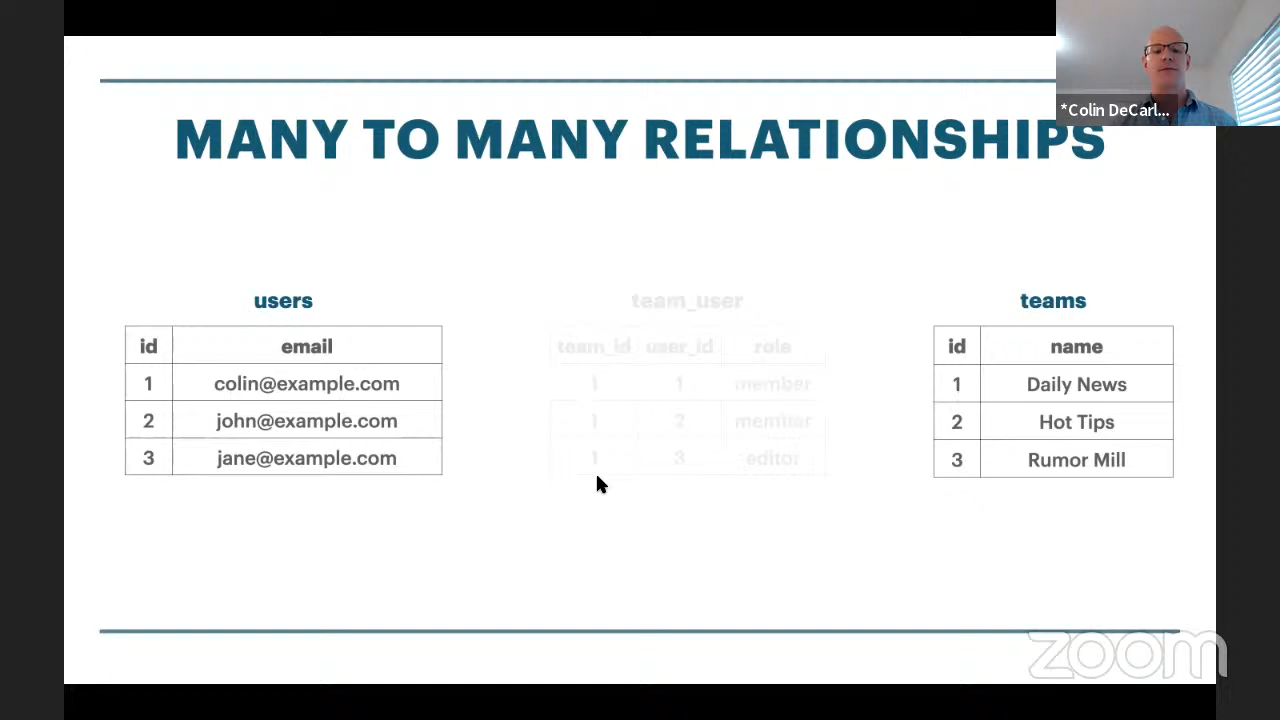 *Colin DeCarl...
MANY TO MANY RELATIONSHIPS
users
id email
1 colin@example.com
2 john@example.com
3 jane@example.com
team_user
team_id user_id role
1 1 member
1 2 member
1 3 editor
teams
id name
1 Daily News
2 Hot Tips
3 Rumor Mill
zoom